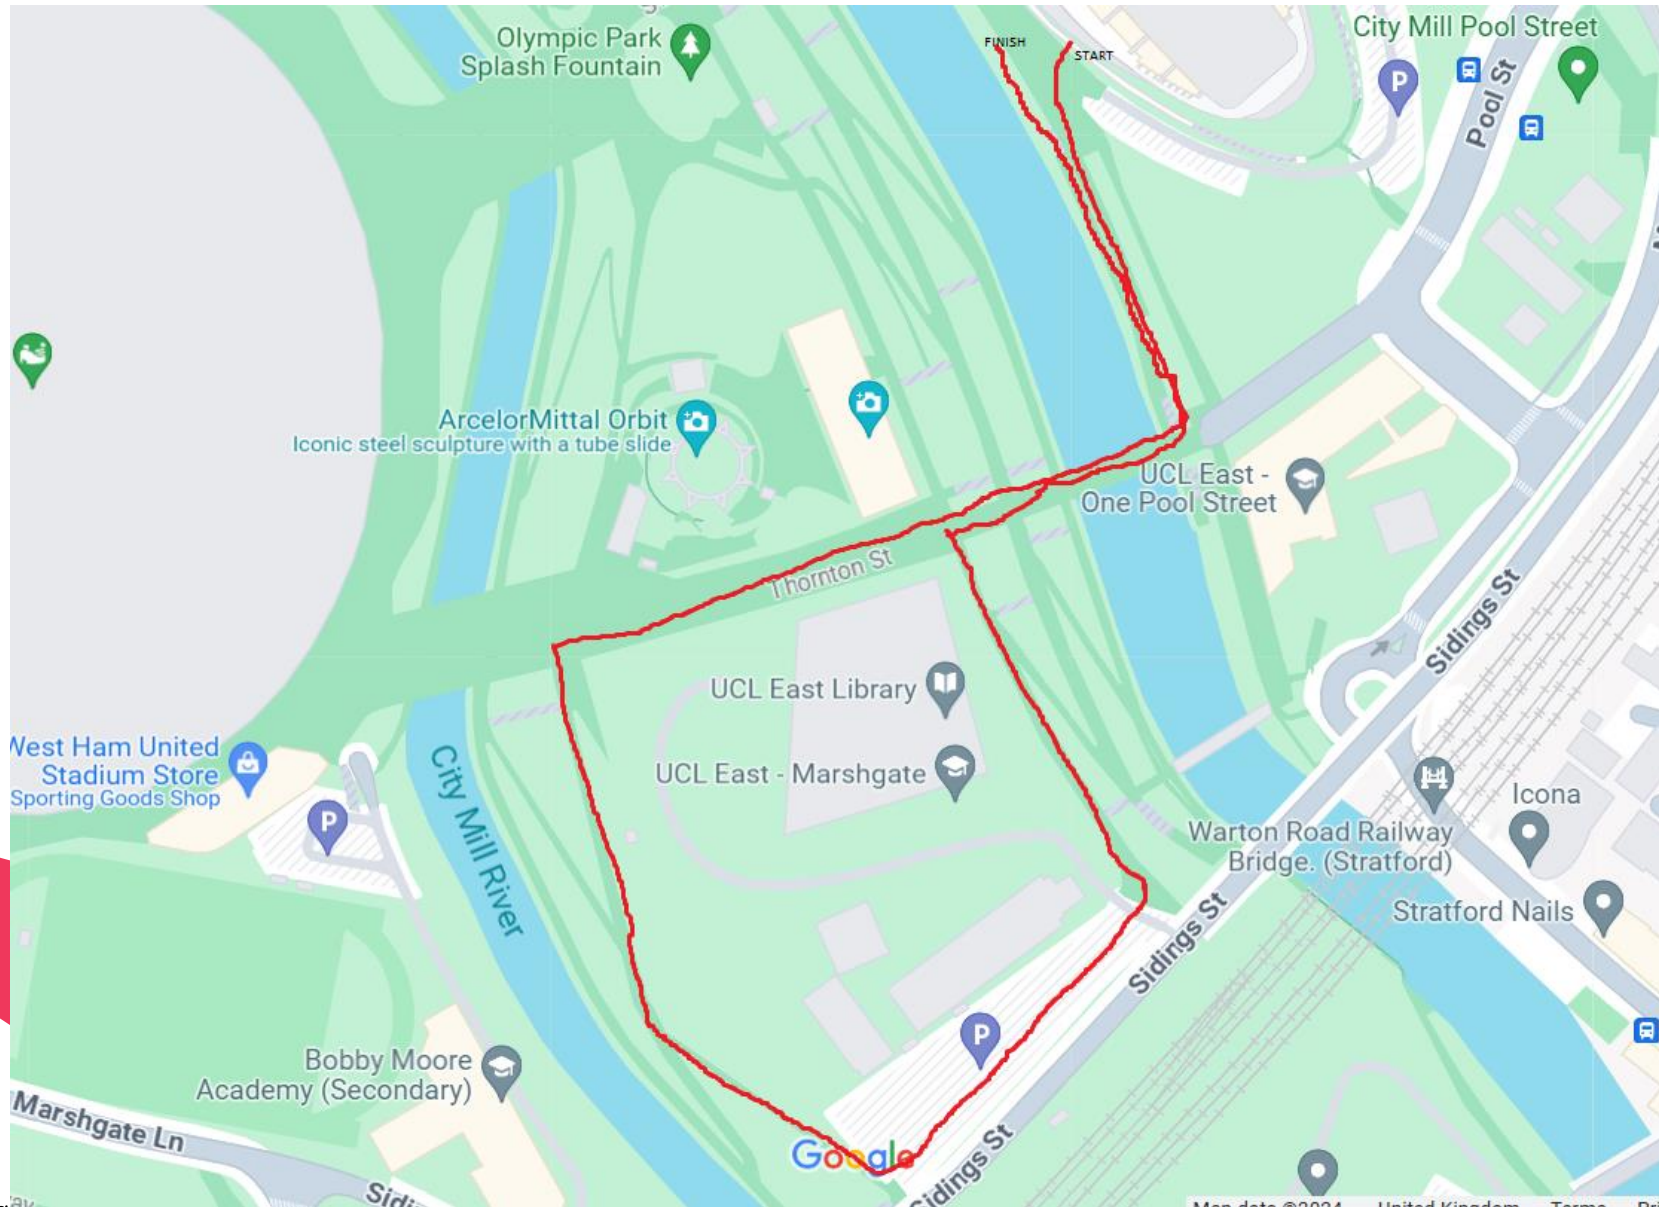 Olympic Park
Splash Fountain
FINISH
START
City Mill Pool Street
P
Pool St
ArcelorMittal Orbit
Iconic steel sculpture with a tube slide
UCL East -
One Pool Street
Thornton St
Sidings St
UCL East Library
UCL East - Marshgate
West Ham United
Stadium Store
Sporting Goods Shop
P
City Mill River
Icona
Warton Road Railway
Bridge. (Stratford)
Stratford Nails
Sidings St
P
Bobby Moore
Academy (Secondary)
Marshgate Ln
Google
Sidings St
Map data ©2024
United Kingdom
Terms